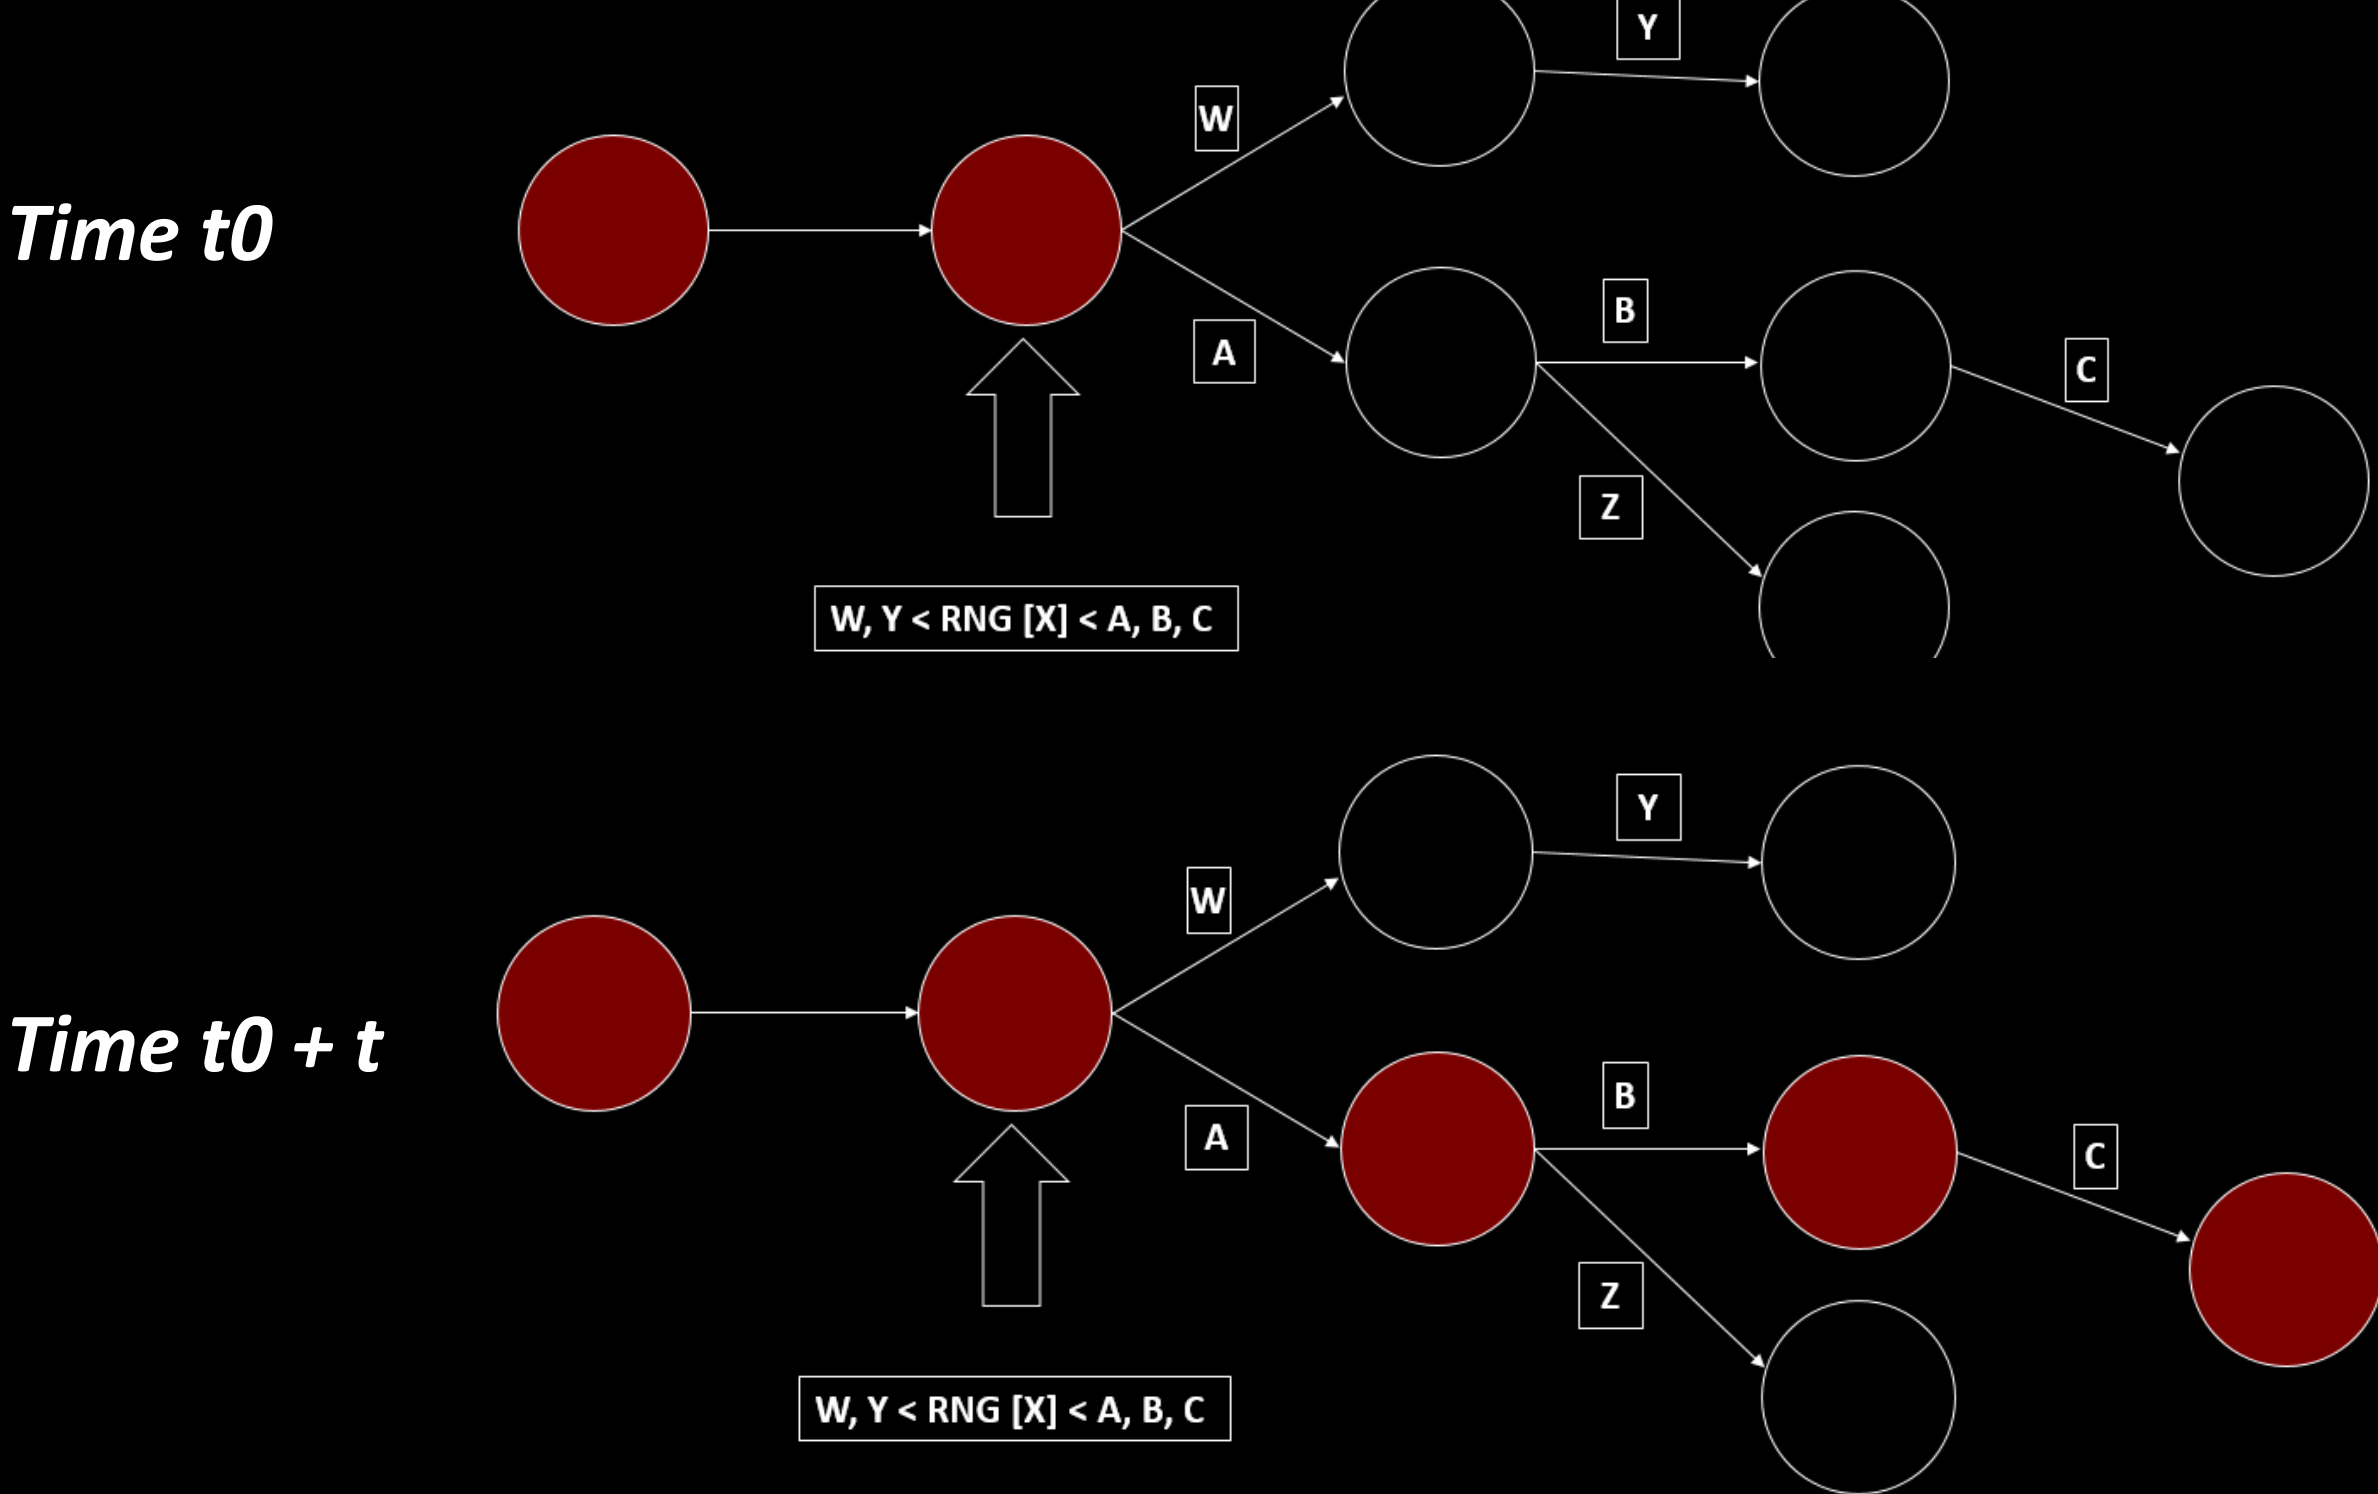 Y
W
Time t0
B
A
C
Z
W, Y < RNG [X] < A, B, C
Y
W
Time t0 + t
B
A
C
Z
W, Y < RNG [X] < A, B, C